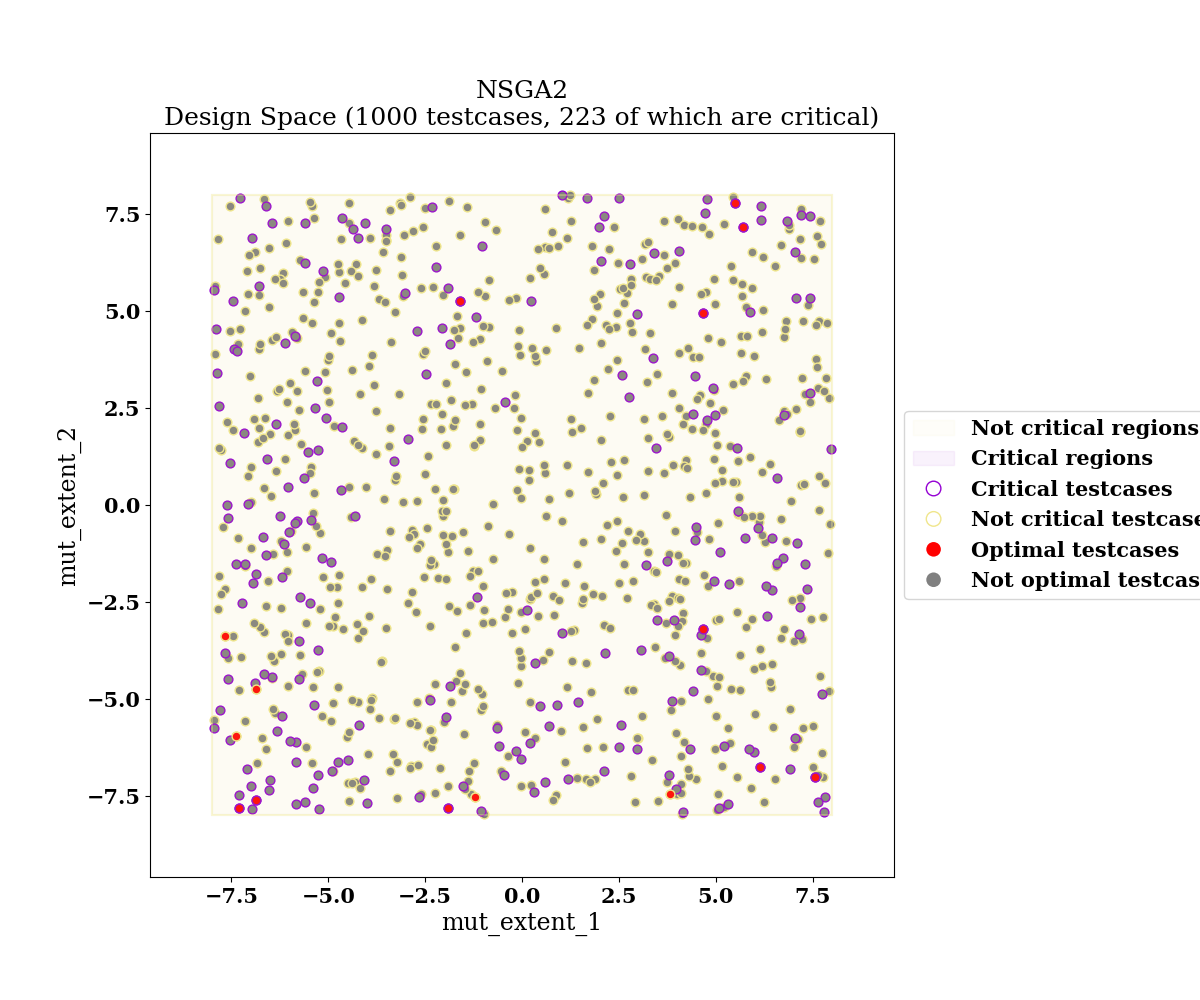 NSGA2
Design Space (1000 testcases, 223 of which are critical)
7.5
5.0
2.5
0.0
−2.5
−5.0
−7.5
mut_extent_2
−7.5
−5.0
−2.5
0.0
2.5
5.0
7.5
mut_extent_1
Not critical regions
Critical regions
Critical testcases
Not critical testcase
Optimal testcases
Not optimal testcas